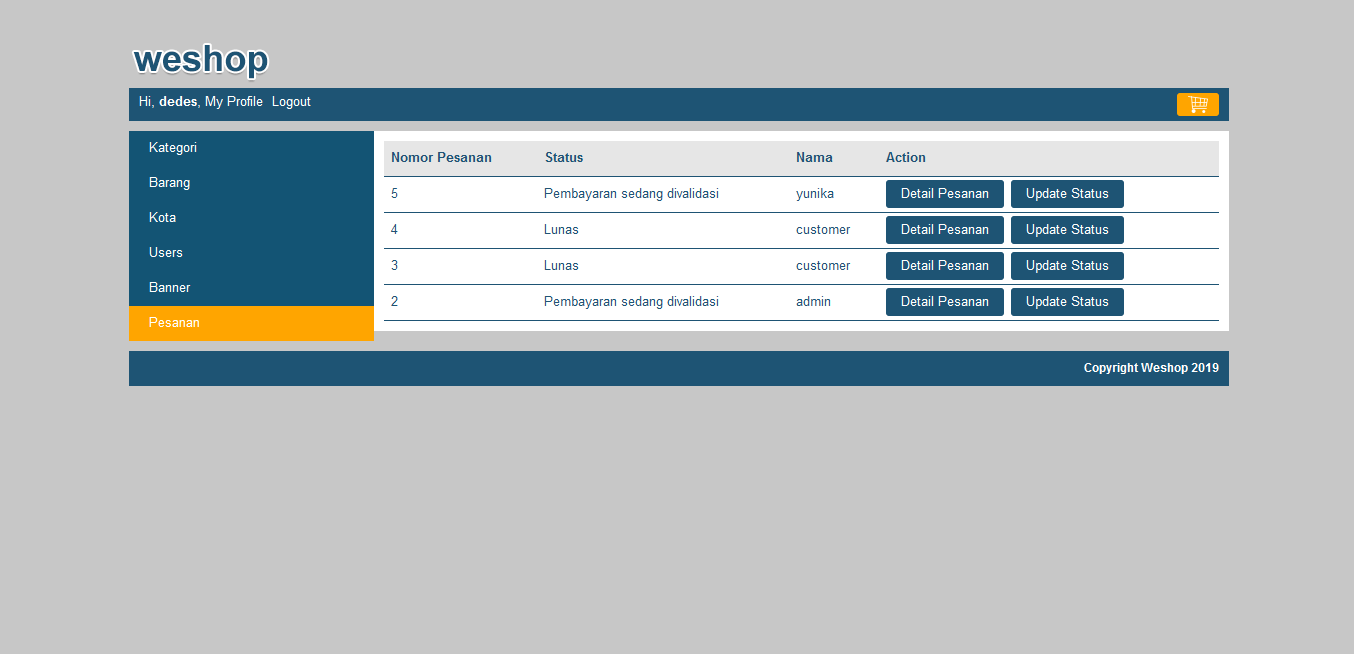 weshop
Hi, dedes, My Profile Logout
Kategori
Barang
Kota
Users
Banner
Pesanan
Nomor Pesanan Status Nama Action
5 Pembayaran sedang divalidasi yunika Detail Pesanan Update Status
4 Lunas customer Detail Pesanan Update Status
3 Lunas customer Detail Pesanan Update Status
2 Pembayaran sedang divalidasi admin Detail Pesanan Update Status
Copyright Weshop 2019